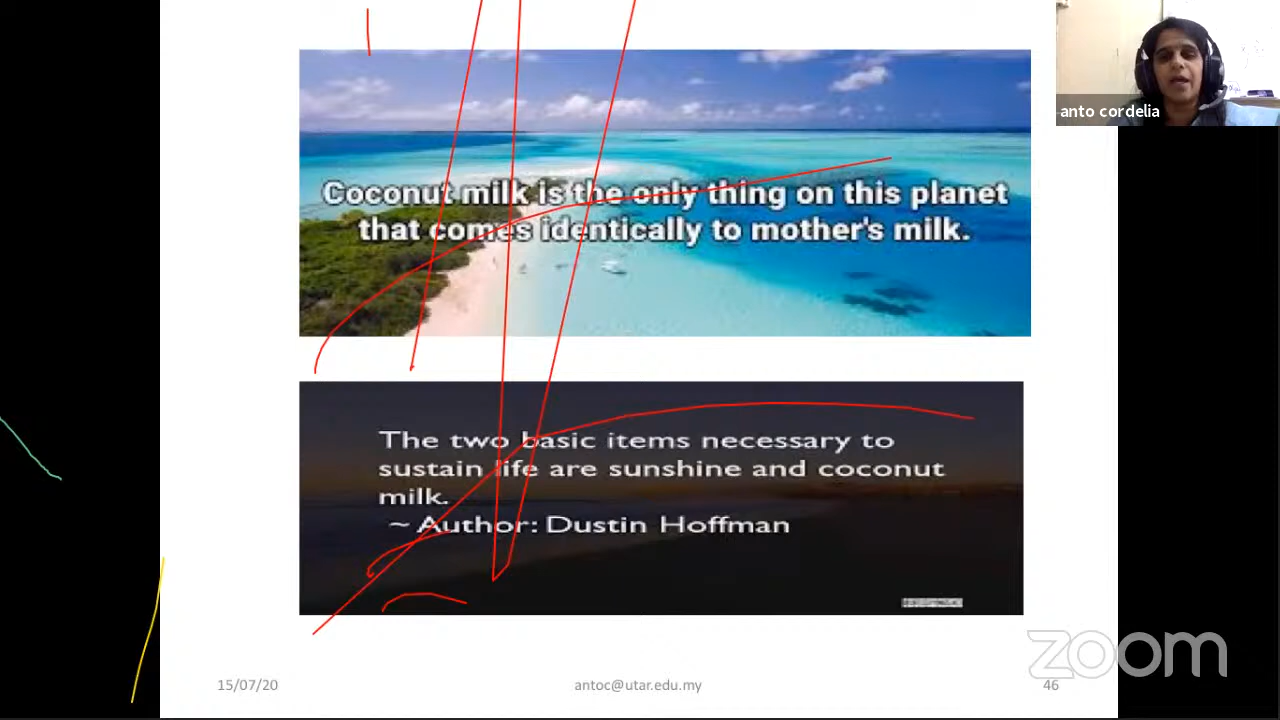 anto cordelia
Coconut milk is the only thing on this planet
that comes identically to mother's milk.
The two basic items necessary to
sustain life are sunshine and coconut
milk.
~ Author: Dustin Hoffman
zoom
15/07/20
antoc@utar.edu.my
46